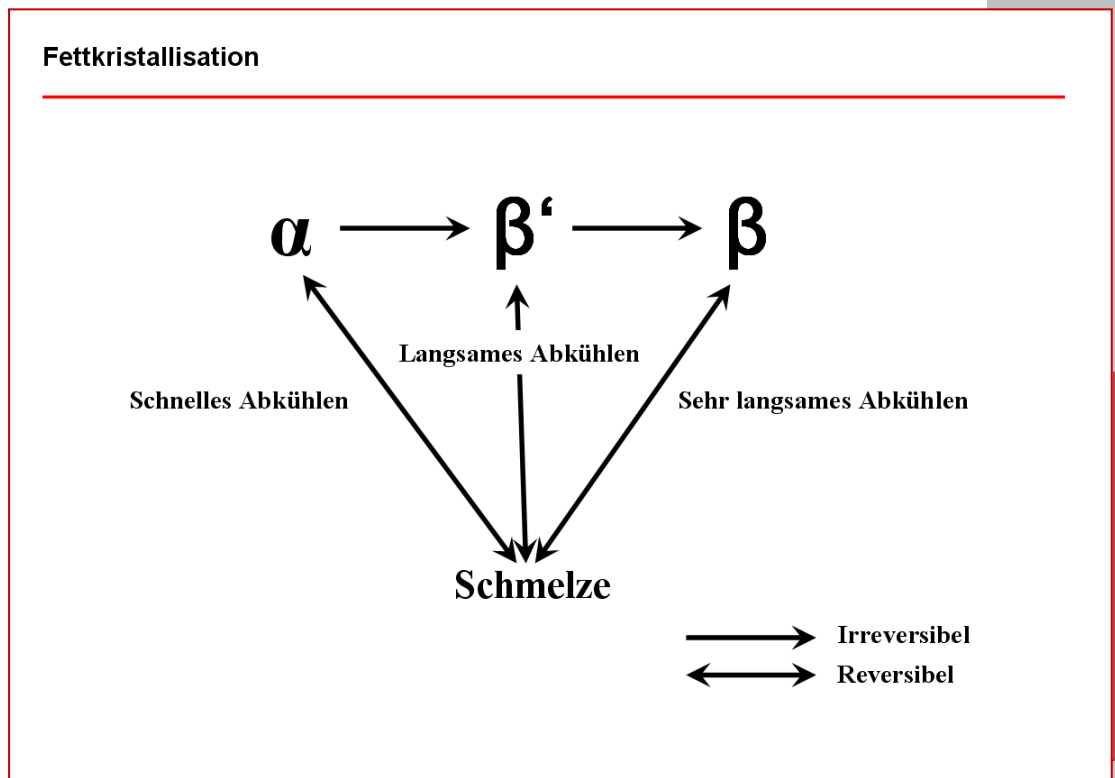 Fettkristallisation
α β‘ β
Langsames Abkühlen
Schnelles Abkühlen
Sehr langsames Abkühlen
Schmelze
Irreversibel
Reversibel